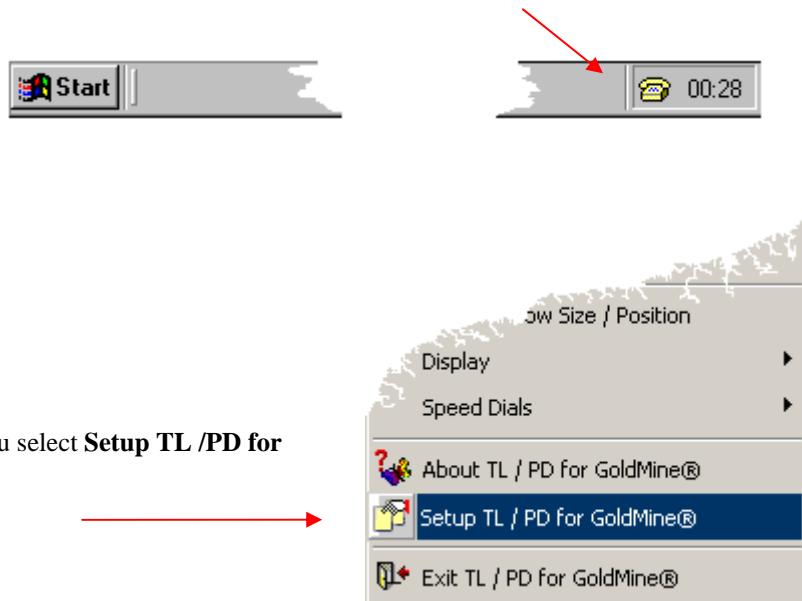 Start
00:28
Size / Position
Display
Speed Dials
u select Setup TL /PD for
About TL / PD for GoldMine®
Setup TL / PD for GoldMine®
Exit TL / PD for GoldMine®